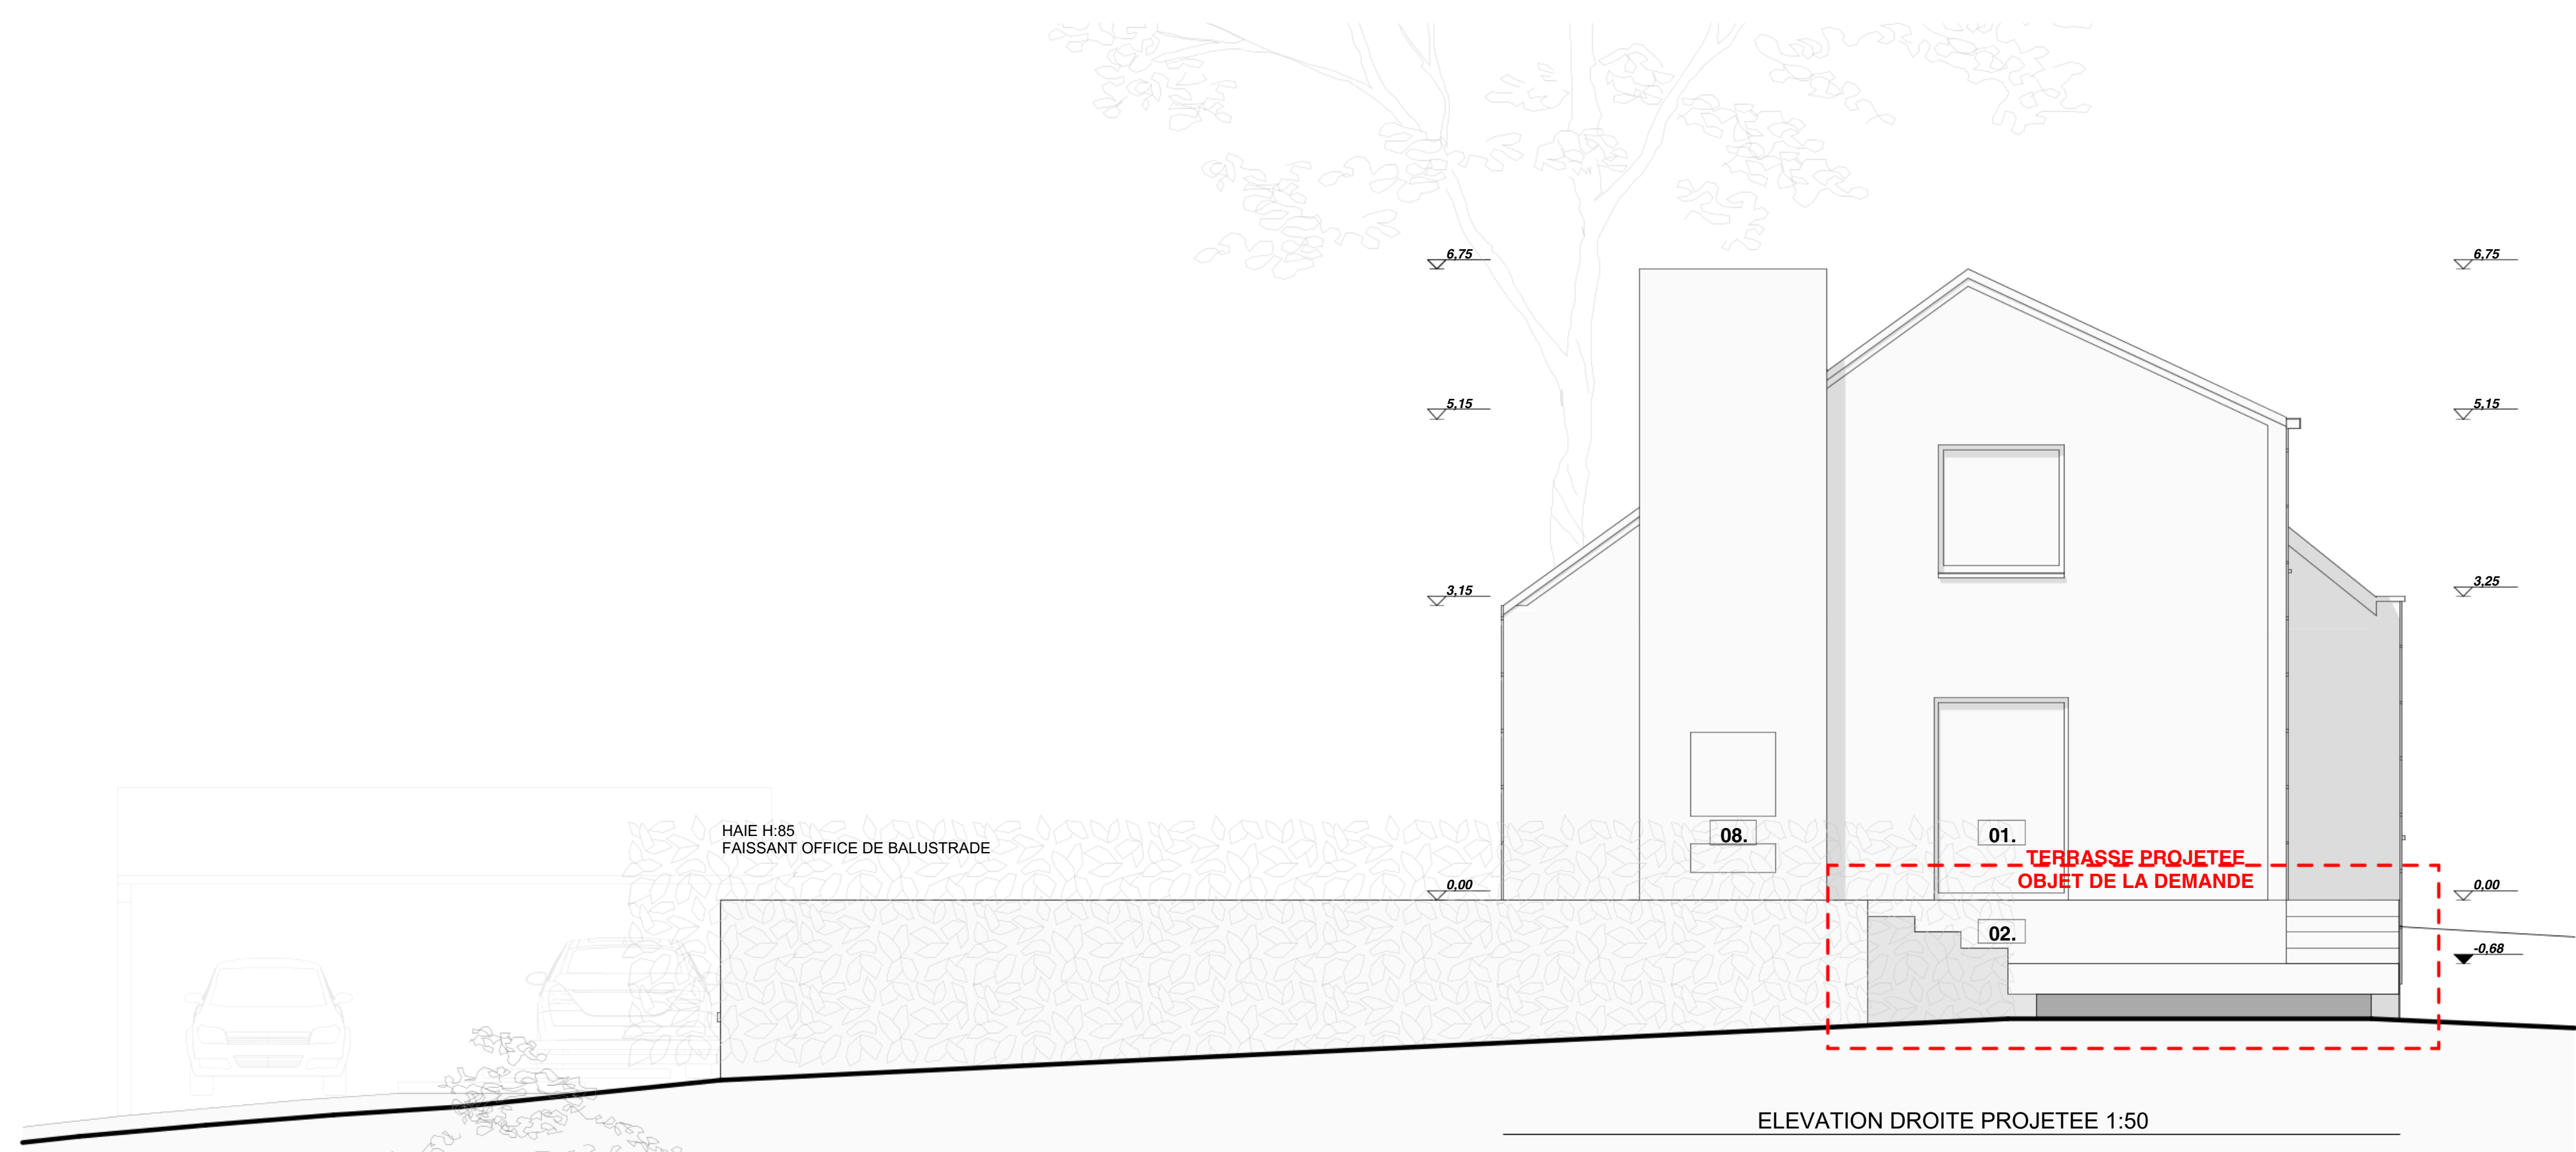 6,75
6,75
5,15
5,15
3,15
3,25
HAIE H:85
FAISSANT OFFICE DE BALUSTRADE
08.
01.
TERRASSE PROJETEE
OBJET DE LA DEMANDE
0,00
0,00
02.
-0,68
ELEVATION DROITE PROJETEE 1:50